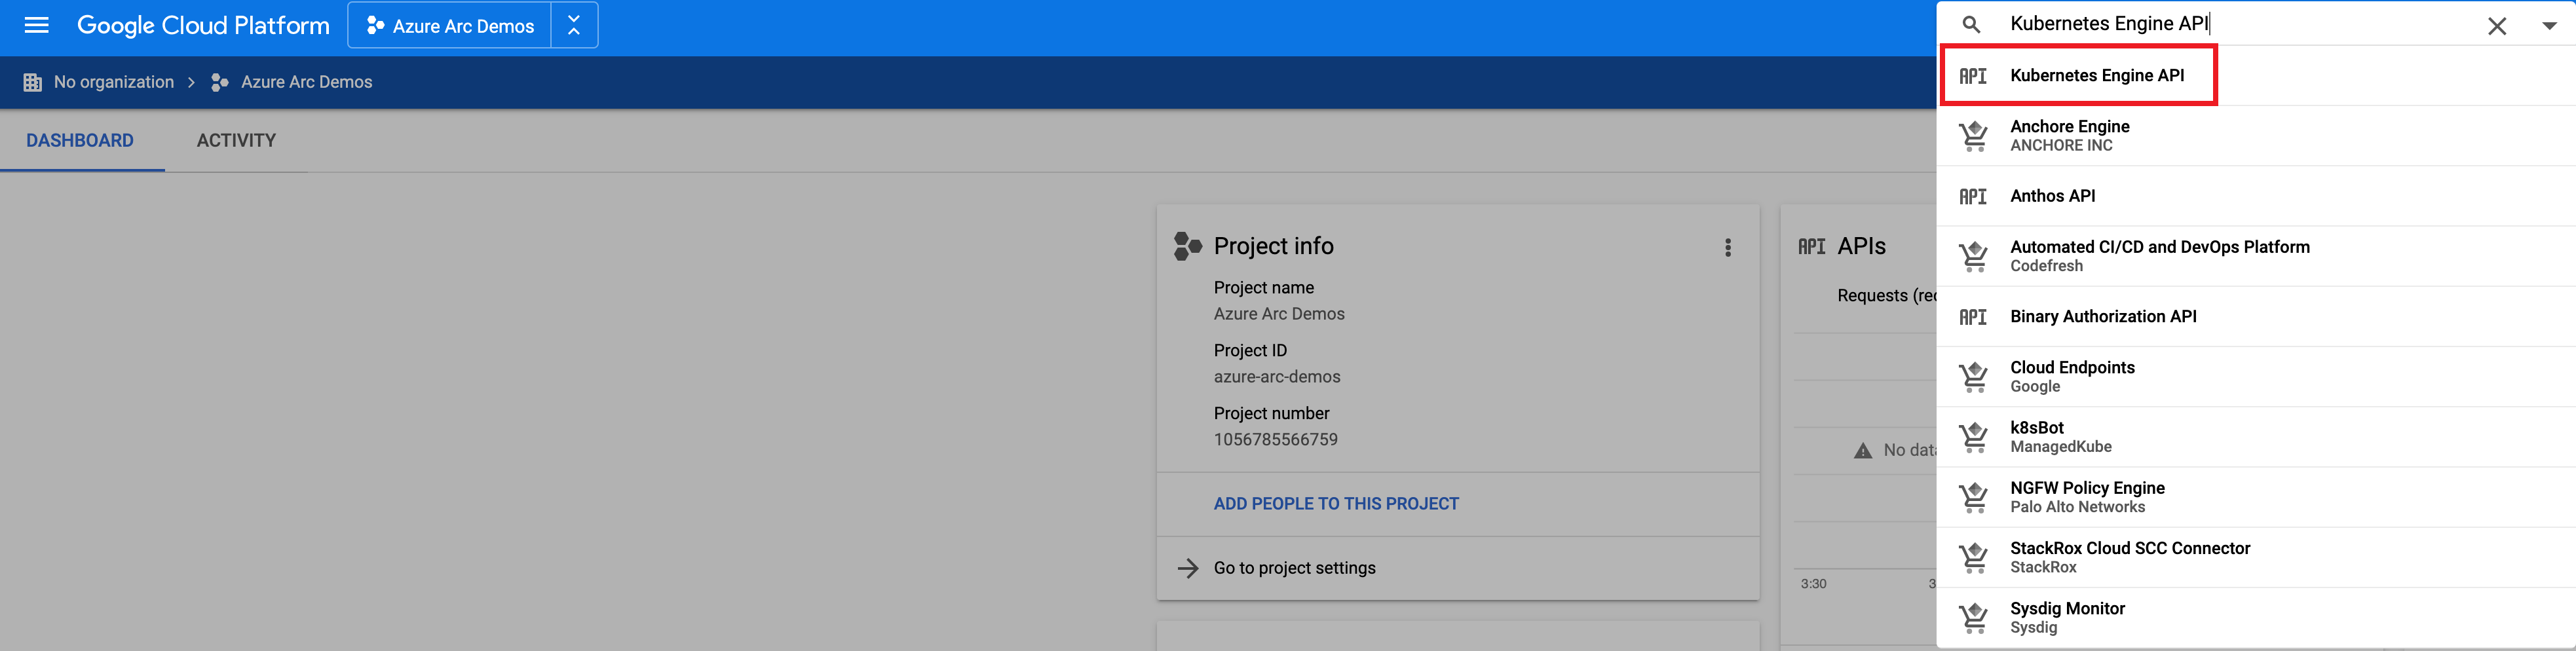 Google Cloud Platform
Azure Arc Demos
Kubernetes Engine API
No organization > Azure Arc Demos
DASHBOARD
ACTIVITY
Project info
Project name
Azure Arc Demos
Project ID
azure-arc-demos
Project number
1056785566759
ADD PEOPLE TO THIS PROJECT
Go to project settings
API APIs
Requests (rec
No data
3:30
3
API Kubernetes Engine API
Anchore Engine
ANCHORE INC
API Anthos API
Automated CI/CD and DevOps Platform
Codefresh
API Binary Authorization API
Cloud Endpoints
Google
k8sBot
ManagedKube
NGFW Policy Engine
Palo Alto Networks
StackRox Cloud SCC Connector
StackRox
Sysdig Monitor
Sysdig